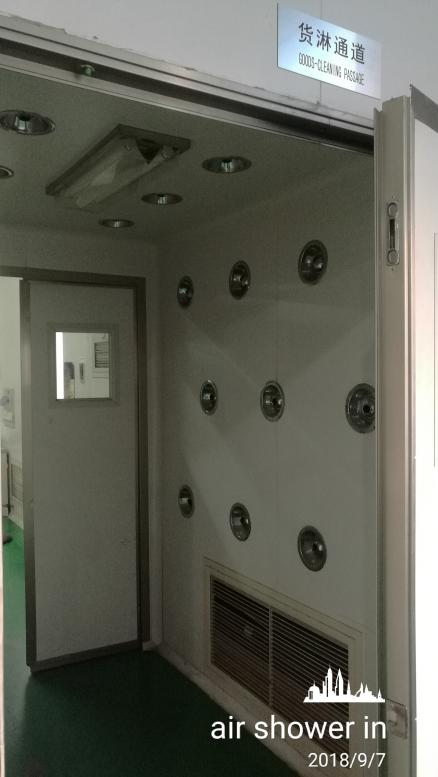 货淋通道
GOODS-CLEANING PASSAGE
air shower in
2018/9/7